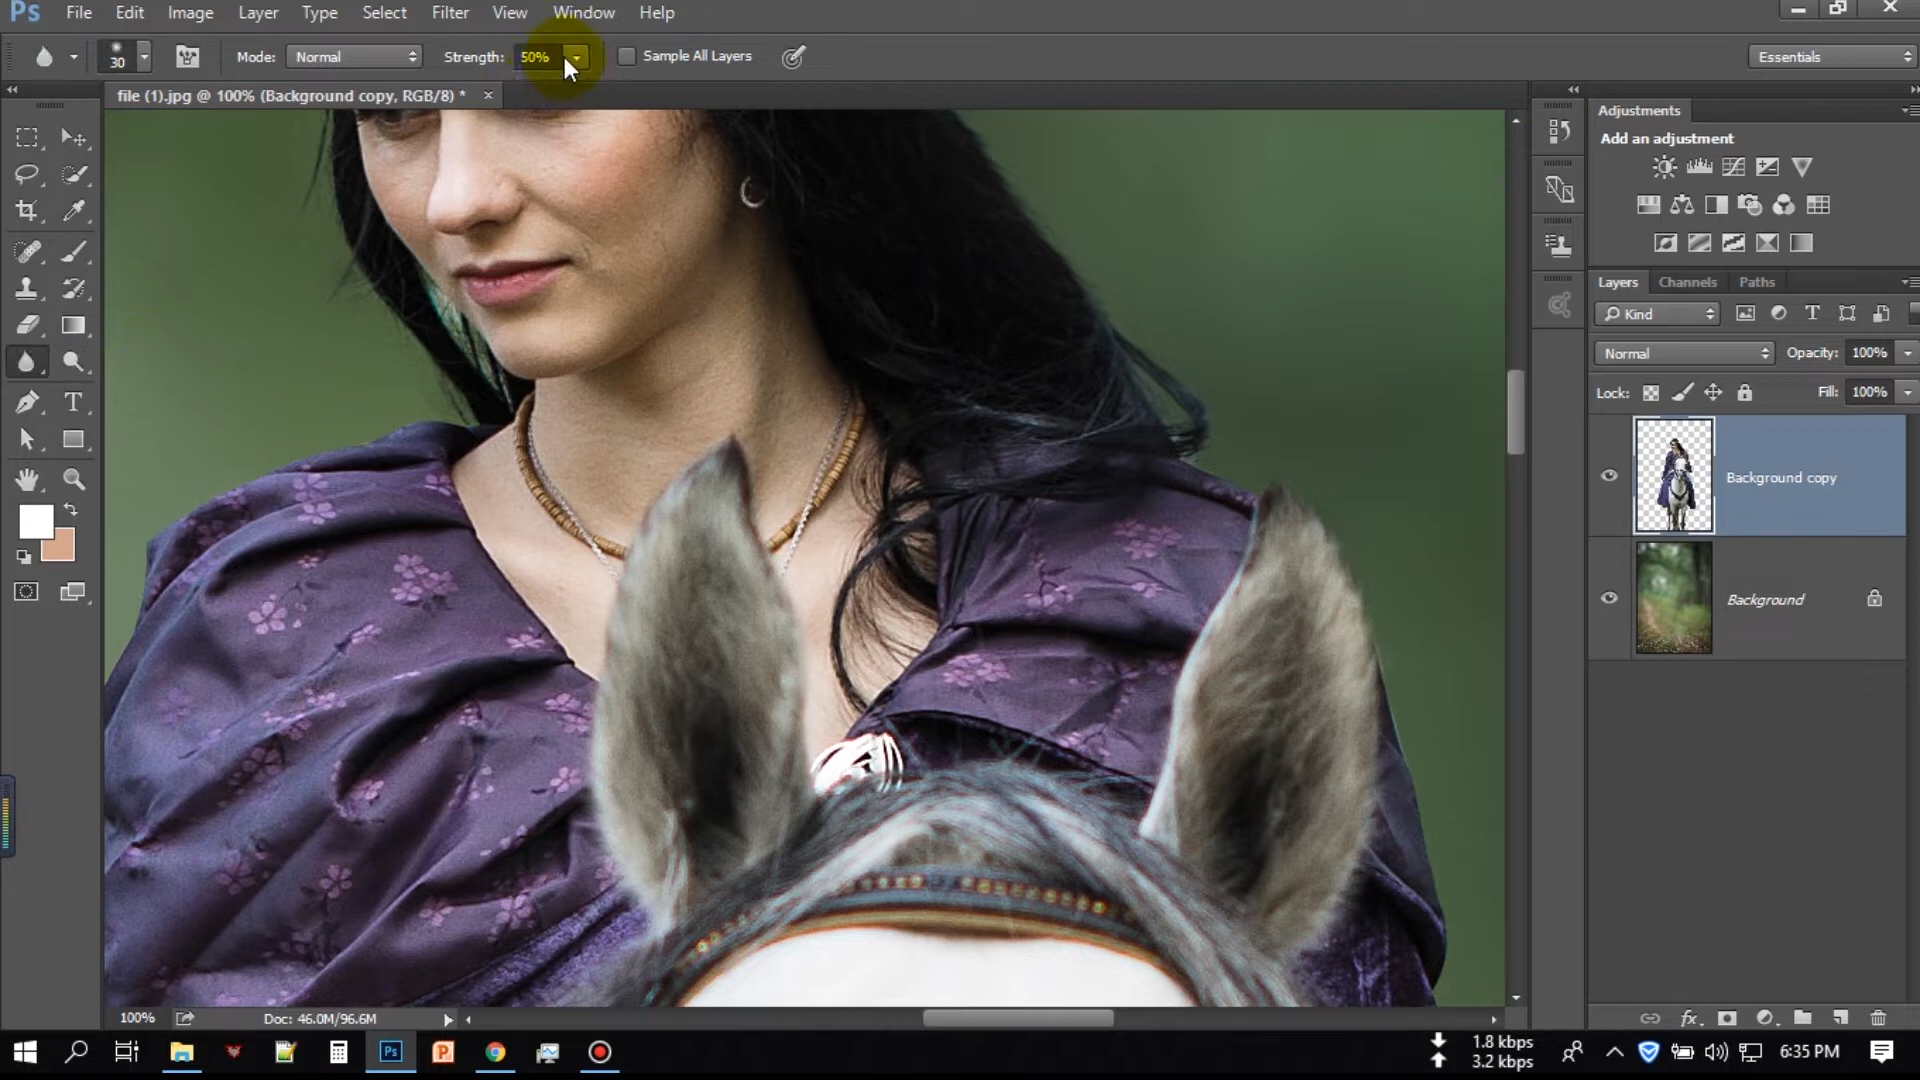 Ps File Edit Image Layer Type Select Filter View Window Help
30 Mode: Normal Strength: 50% Sample All Layers Essentials
file (1).jpg @ 100% (Background copy, RGB/8) *
Adjustments
Add an adjustment
Layers Channels Paths
Kind
Normal Opacity: 100%
Lock: Fill: 100%
Background copy
Background
100% Doc: 46.0M/96.6M
1.8 kbps
3.2 kbps
6:35 PM